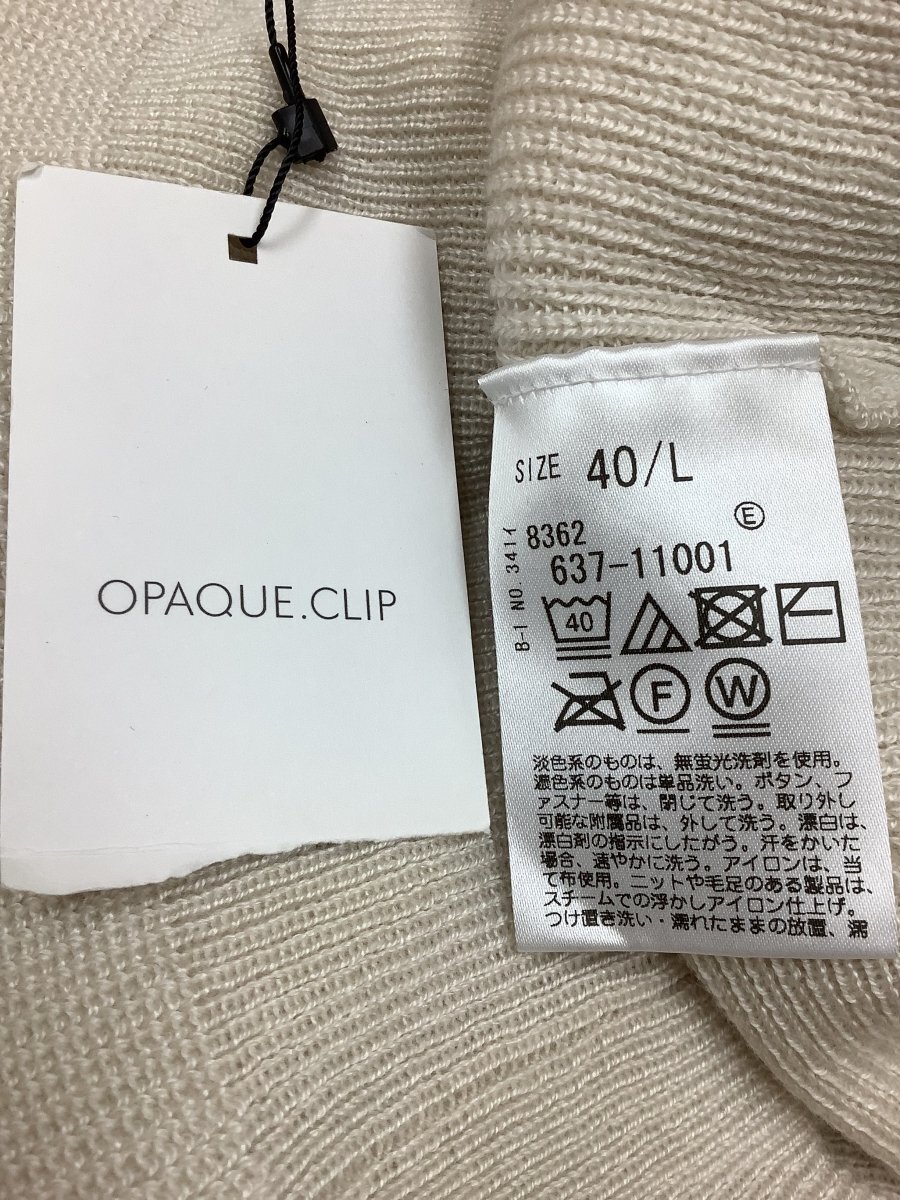 OPAQUE.CLIP
SIZE 40/L
E
8362
637-11001
B-I NO. 341イ
40
F
W
淡色系のものは、無蛍光洗剤を使用。
濃色系のものは単品洗い。ボタン、フ
ァスナー等は、閉じて洗う。取り外し
可能な附属品は、外して洗う。漂白は、
漂白剤の指示にしたがう。汗をかいた
場合、速やかに洗う。アイロンは、当
て布使用。ニットや毛足のある製品は、
スチームでの浮かしアイロン仕上げ。
つけ置き洗い・濡れたままの放置、濡